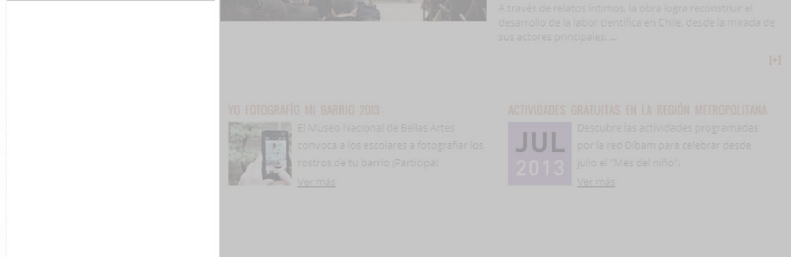 A través de relatos íntimos, la obra logra reconstruir el
desarrollo de la labor científica en Chile, desde la mirada de
sus actores principales. ...
[+]
YO FOTOGRAFÍO MI BARRIO 2013
El Museo Nacional de Bellas Artes
convoca a los escolares a fotografiar los
rostros de tu barrio ¡Participa!
Ver más
ACTIVIDADES GRATUITAS EN LA REGIÓN METROPOLITANA
JUL
2013
Descubre las actividades programadas
por la red Dibam para celebrar desde
julio el "Mes del niño".
Ver más